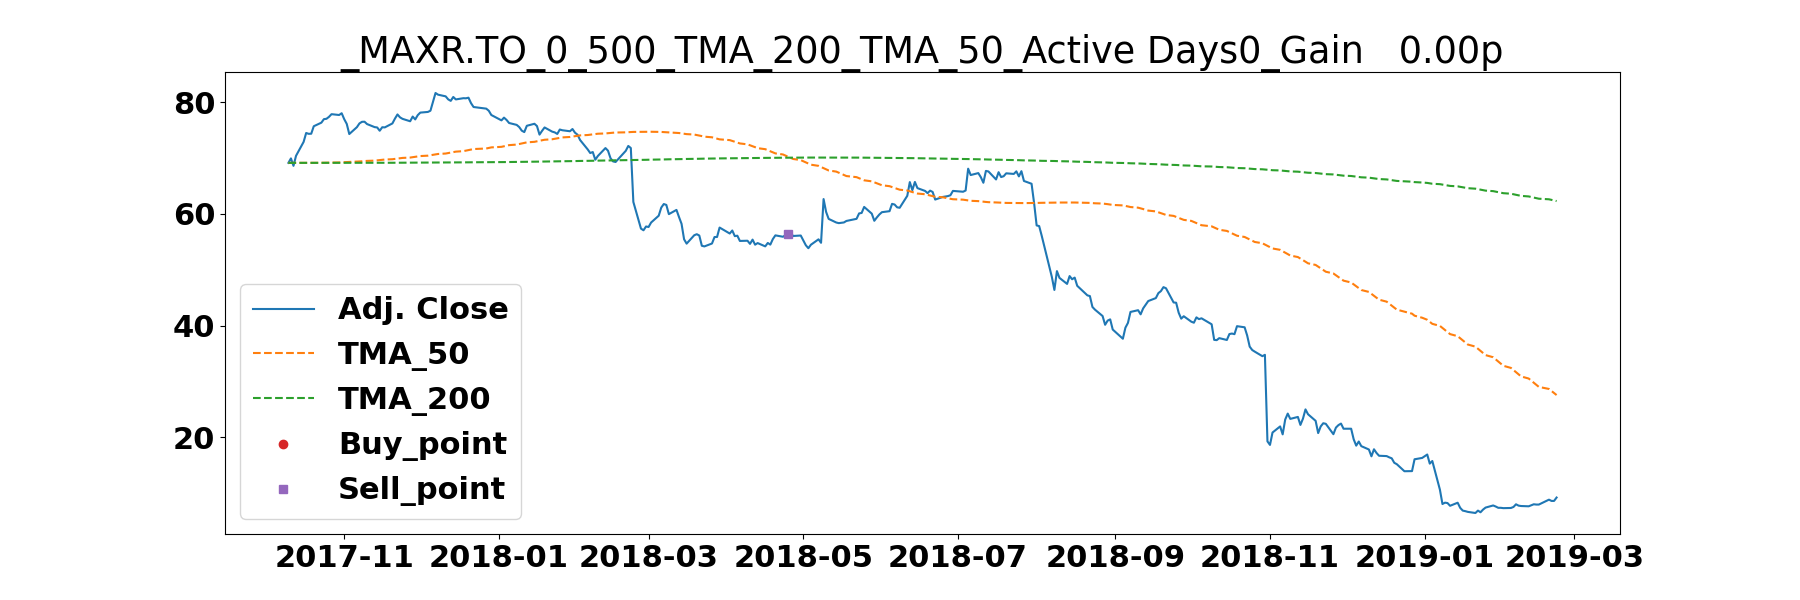 _MAXR.TO_0_500_TMA_200_TMA_50_Active Days0_Gain   0.00p
80
60
40
20
Adj. Close
TMA_50
TMA_200
Buy_point
Sell_point
2017-11 2018-01 2018-03 2018-05 2018-07 2018-09 2018-11 2019-01 2019-03